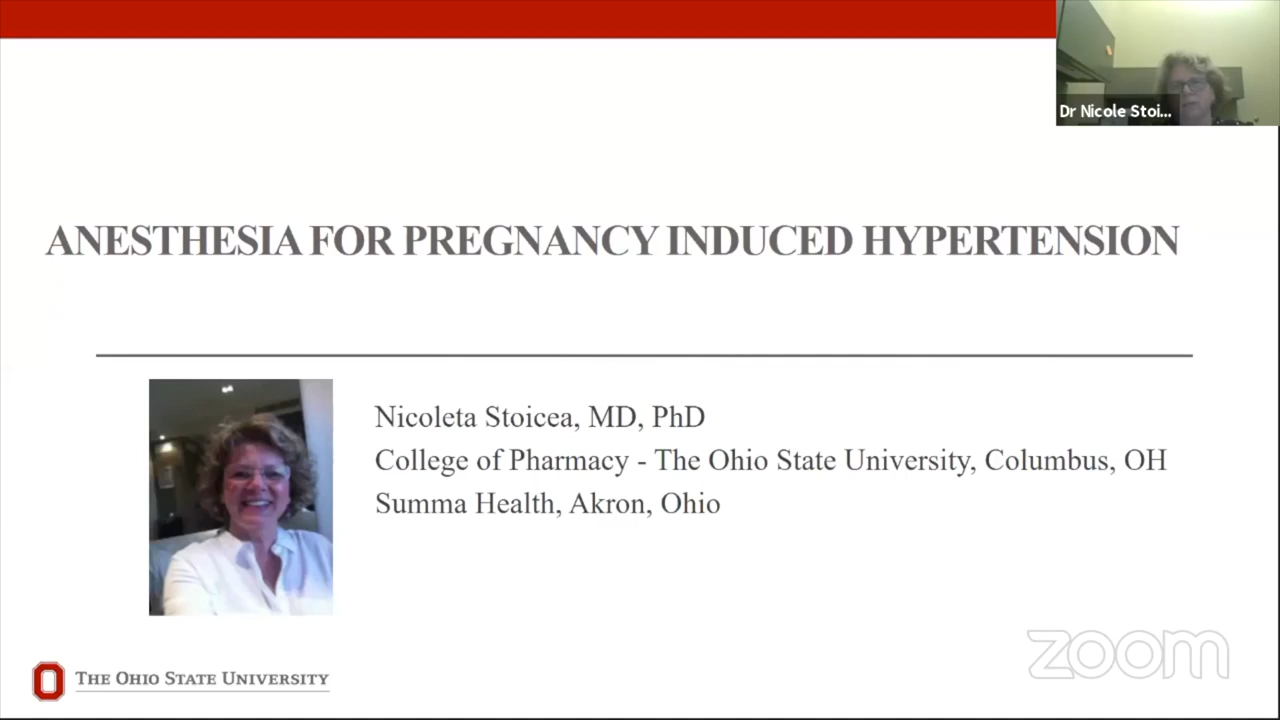 Dr Nicole Stoi...
ANESTHESIA FOR PREGNANCY INDUCED HYPERTENSION
Nicoleta Stoicea, MD, PhD
College of Pharmacy - The Ohio State University, Columbus, OH
Summa Health, Akron, Ohio
THE OHIO STATE UNIVERSITY
zoom